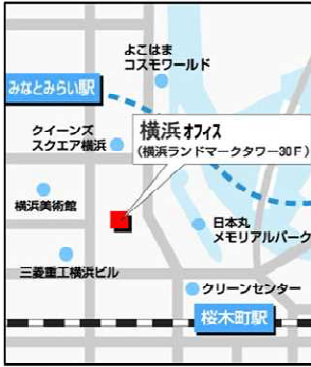 よこはま
コスモワールド
みなとみらい駅
横浜オフィス
(横浜ランドマークタワー30F)
クイーンズ
スクエア横浜
横浜美術館
日本丸
メモリアルパーク
三菱重工横浜ビル
クリーンセンター
桜木町駅